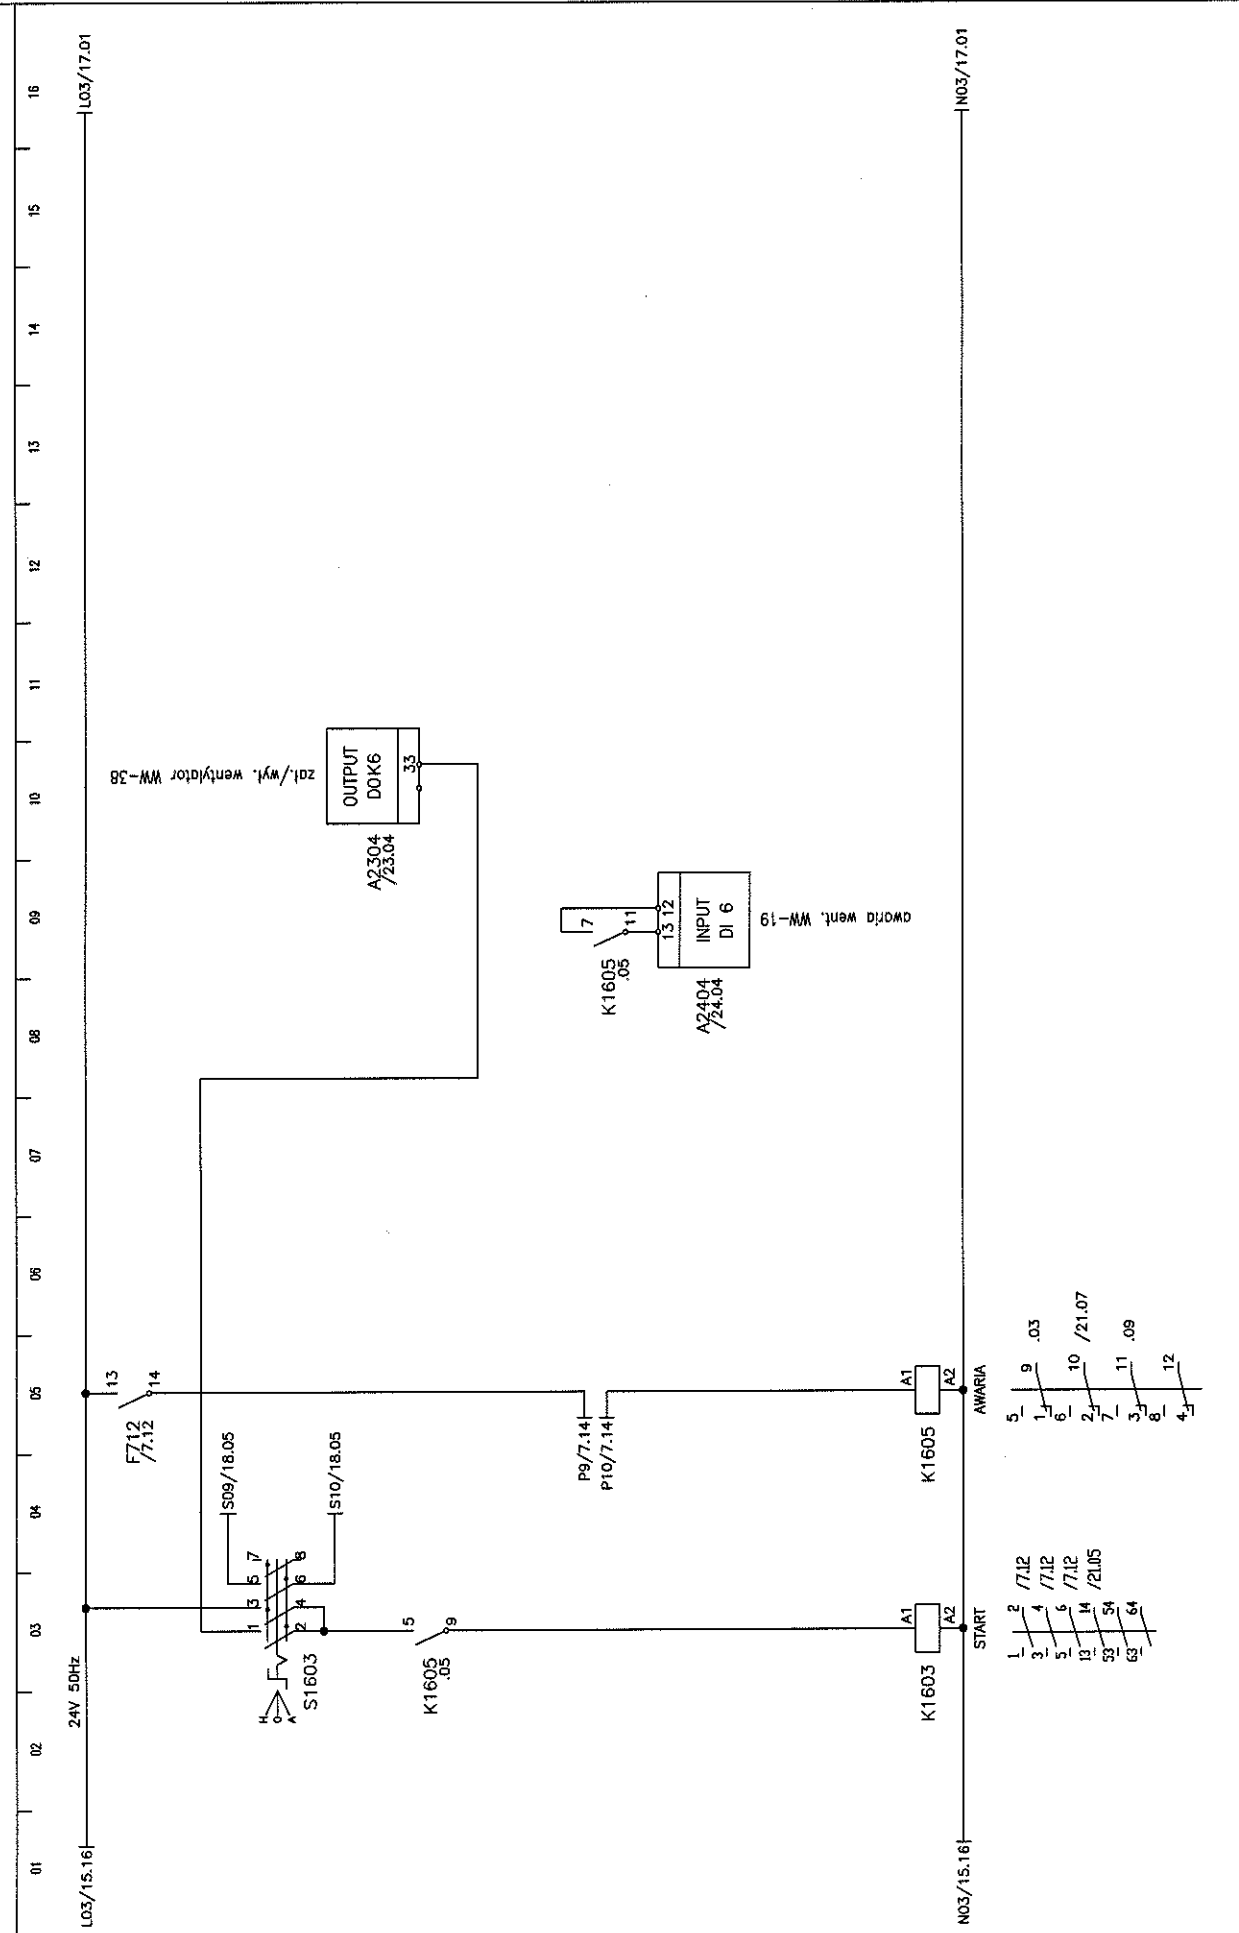 01 02 03 04 05 06 07 08 09 10 11 12 13 14 15 16
L03/15.16
24V 50Hz
L03/17.01
F712
/7.12
13
14
S09/18.05
1 3 5 7
2 4 6 8
H
A
S1603
S10/18.05
K1605
.05
5
9
P9/7.14
P10/7.14
zał./wył. wentylator WW-38
OUTPUT
DOK6
33
A2304
/23.04
K1605
.05
7
11
13 12
INPUT
DI 6
A2404
/24.04
awaria went. WW-19
K1603
A1
A2
K1605
A1
A2
N03/15.16
N03/17.01
START
AWARIA
1 2 /7.12
3 4 /7.12
5 6 /7.12
13 14 /21.05
53 54
63 64
5
1 9 .03
6
2 10 /21.07
7
3 11 .09
8
4 12